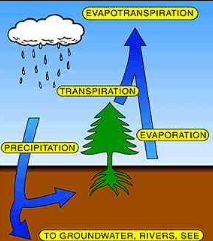 EVAPOTRANSPIRATION
TRANSPIRATION
EVAPORATION
PRECIPITATION
TO GROUNDWATER, RIVERS, SEE